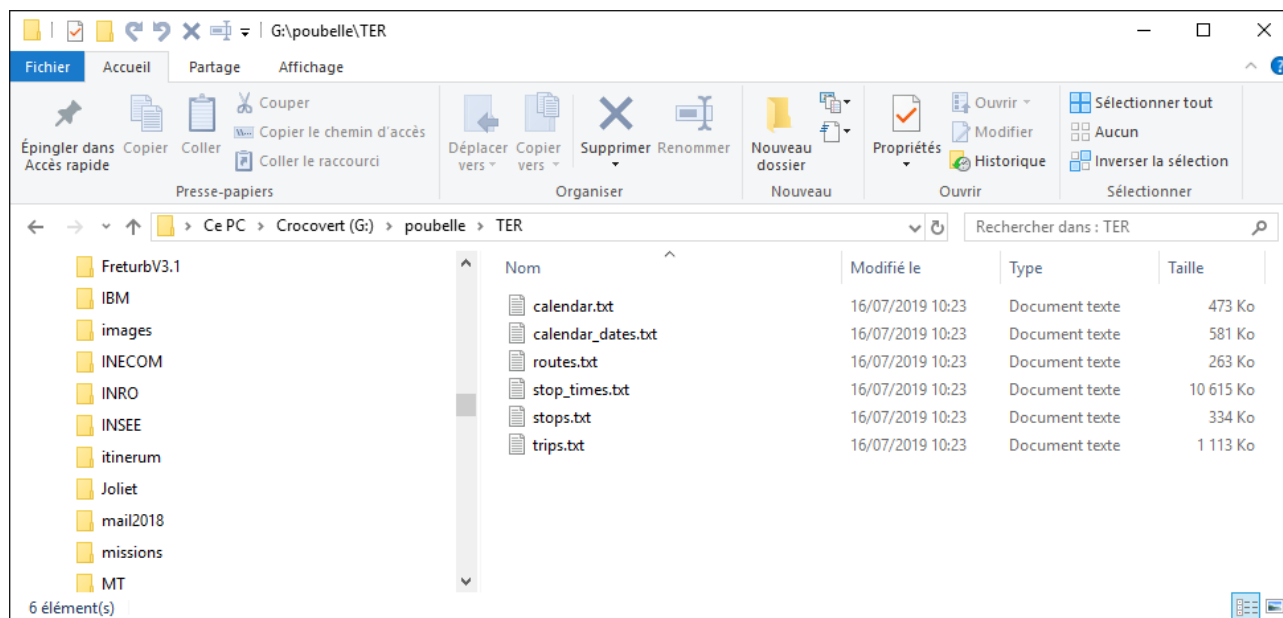 G:\poubelle\TER
Fichier Accueil Partage Affichage
Épingler dans Accès rapide
Copier
Coller
Couper
Copier le chemin d'accès
Coller le raccourci
Presse-papiers
Déplacer vers
Copier vers
Supprimer
Renommer
Organiser
Nouveau dossier
Nouveau
Propriétés
Ouvrir
Modifier
Historique
Ouvrir
Sélectionner tout
Aucun
Inverser la sélection
Sélectionner
Ce PC > Crocovert (G:) > poubelle > TER
Rechercher dans : TER
FreturbV3.1
IBM
images
INECOM
INRO
INSEE
itinerum
Joliet
mail2018
missions
MT
Nom Modifié le Type Taille
calendar.txt 16/07/2019 10:23 Document texte 473 Ko
calendar_dates.txt 16/07/2019 10:23 Document texte 581 Ko
routes.txt 16/07/2019 10:23 Document texte 263 Ko
stop_times.txt 16/07/2019 10:23 Document texte 10 615 Ko
stops.txt 16/07/2019 10:23 Document texte 334 Ko
trips.txt 16/07/2019 10:23 Document texte 1 113 Ko
6 élément(s)